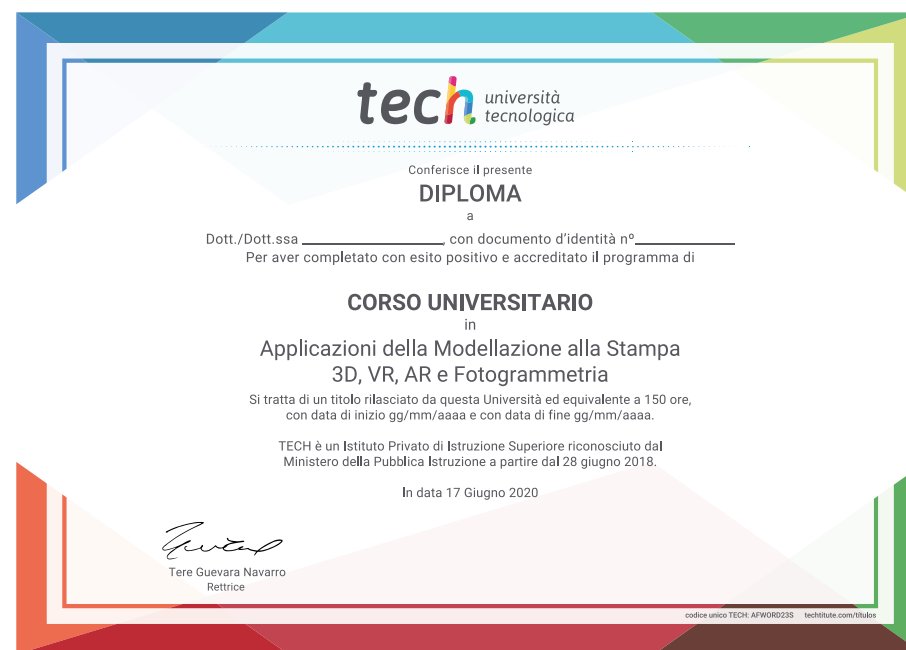 tech università
tecnologica
Conferisce il presente
DIPLOMA
a
Dott./Dott.ssa ____________________, con documento d'identità nº______________
Per aver completato con esito positivo e accreditato il programma di
CORSO UNIVERSITARIO
in
Applicazioni della Modellazione alla Stampa
3D, VR, AR e Fotogrammetria
Si tratta di un titolo rilasciato da questa Università ed equivalente a 150 ore,
con data di inizio gg/mm/aaaa e con data di fine gg/mm/aaaa.
TECH è un Istituto Privato di Istruzione Superiore riconosciuto dal
Ministero della Pubblica Istruzione a partire dal 28 giugno 2018.
In data 17 Giugno 2020
Tere Guevara Navarro
Rettrice
codice unico TECH: AFWORD23S techtitute.com/títulos